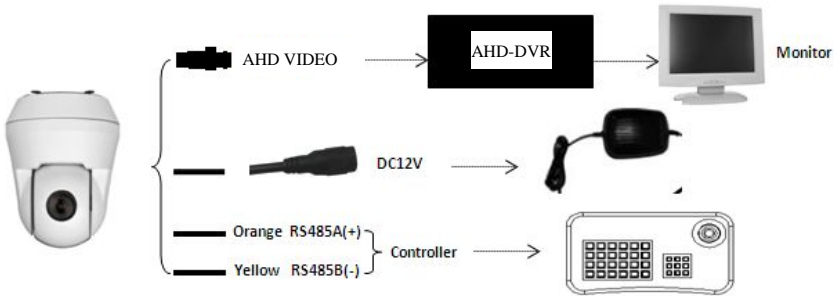 AHD VIDEO
AHD-DVR
Monitor
DC12V
Orange RS485A(+)
Controller
Yellow RS485B(-)